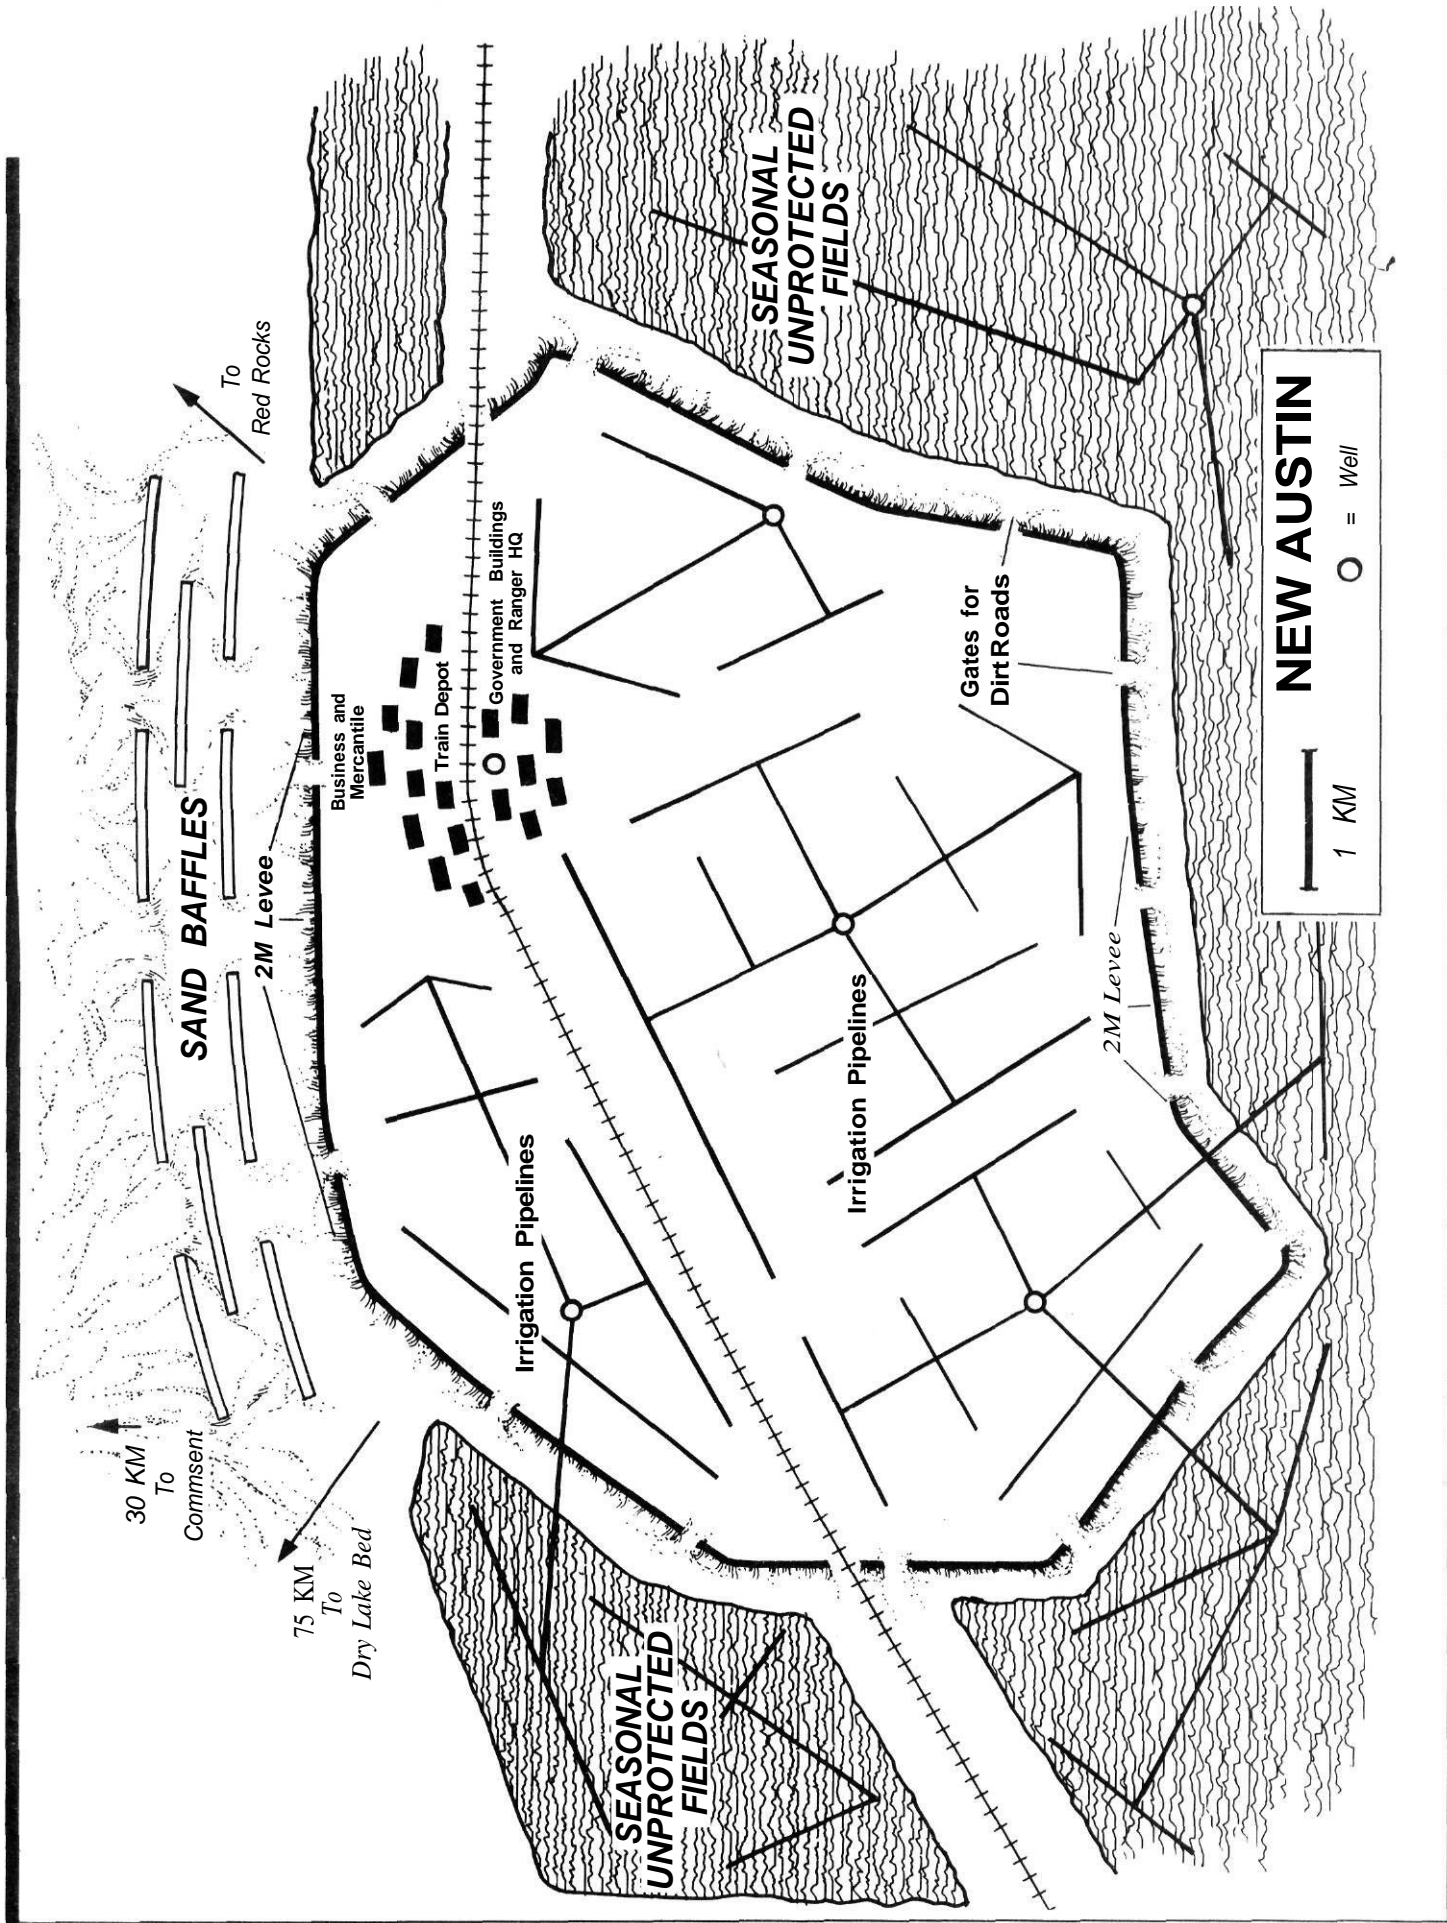 30 KM
To
Commsent
75 KM
To
Dry Lake Bed
SAND BAFFLES
To
Red Rocks
2M Levee
Business and
Mercantile
Train Depot
Government Buildings
and Ranger HQ
Irrigation Pipelines
SEASONAL
UNPROTECTED
FIELDS
SEASONAL
UNPROTECTED
FIELDS
Irrigation Pipelines
Gates for
Dirt Roads
2M Levee
NEW AUSTIN
1 KM
= Well